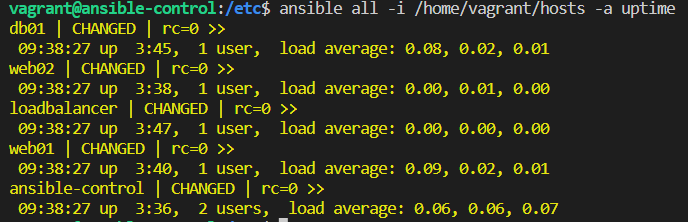 vagrant@ansible-control:/etc$ ansible all -i /home/vagrant/hosts -a uptime
db01 | CHANGED | rc=0 >>
 09:38:27 up  3:45,  1 user,  load average: 0.08, 0.02, 0.01
web02 | CHANGED | rc=0 >>
 09:38:27 up  3:38,  1 user,  load average: 0.00, 0.01, 0.00
loadbalancer | CHANGED | rc=0 >>
 09:38:27 up  3:47,  1 user,  load average: 0.00, 0.00, 0.00
web01 | CHANGED | rc=0 >>
 09:38:27 up  3:40,  1 user,  load average: 0.09, 0.02, 0.01
ansible-control | CHANGED | rc=0 >>
 09:38:27 up  3:36,  2 users,  load average: 0.06, 0.06, 0.07